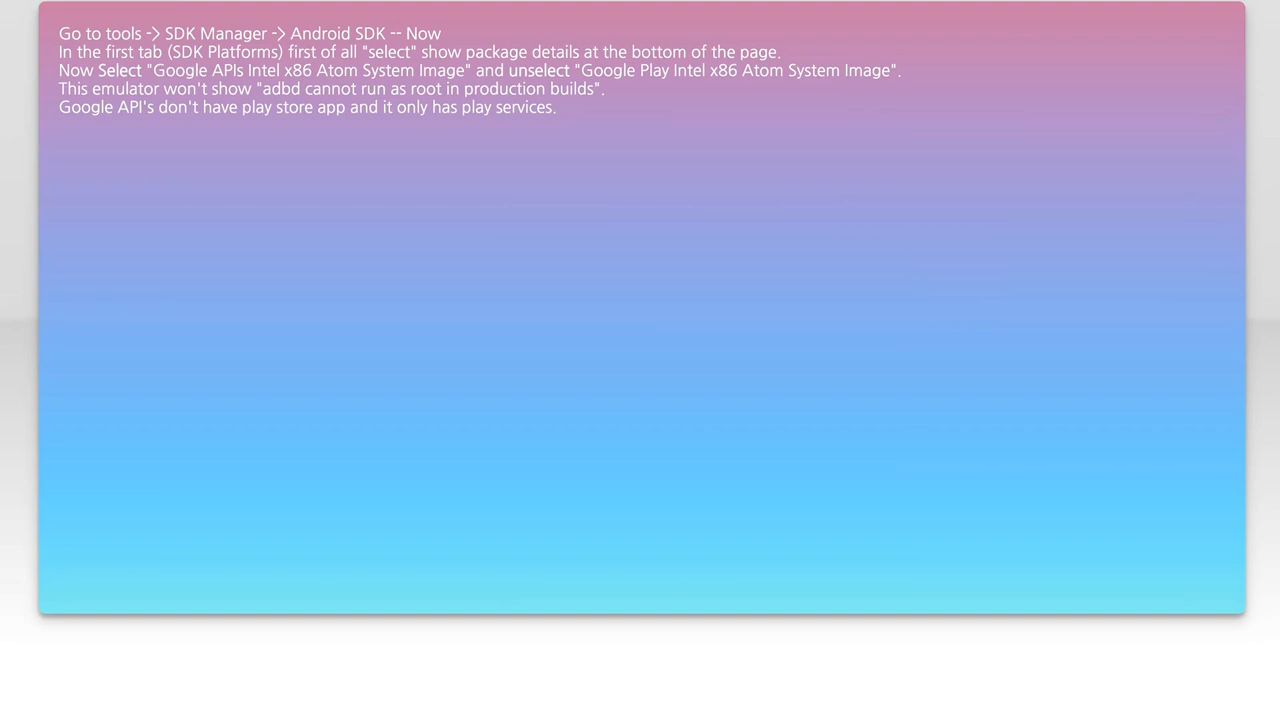 Go to tools -> SDK Manager -> Android SDK -- Now
In the first tab (SDK Platforms) first of all "select" show package details at the bottom of the page.
Now Select "Google APIs Intel x86 Atom System Image" and unselect "Google Play Intel x86 Atom System Image".
This emulator won't show "adbd cannot run as root in production builds".
Google API's don't have play store app and it only has play services.